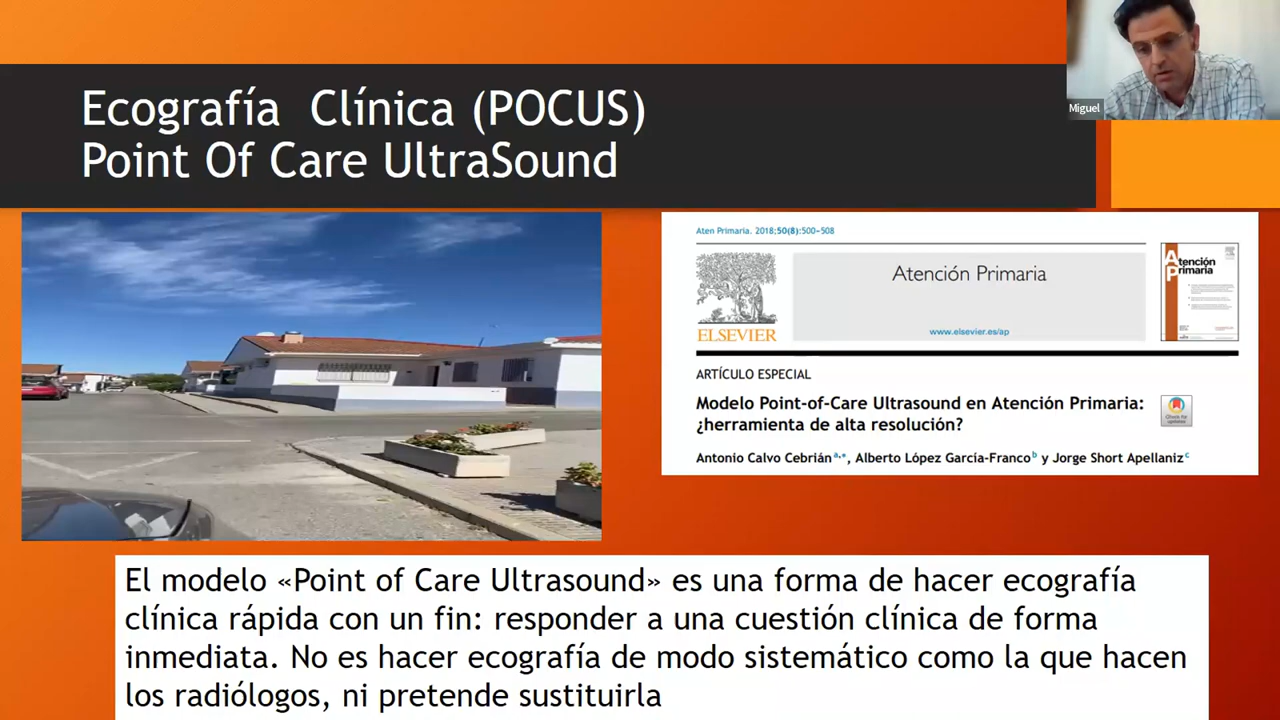 Ecografía Clínica (POCUS)
Point Of Care UltraSound
Miguel
Aten Primaria. 2018;50(8):500-508
ELSEVIER
Atención Primaria
www.elsevier.es/ap
Atención
Primaria
ARTÍCULO ESPECIAL
Modelo Point-of-Care Ultrasound en Atención Primaria:
¿herramienta de alta resolución?
Check for
updates
Antonio Calvo Cebrián a,*, Alberto López García-Franco b y Jorge Short Apellaniz c
El modelo «Point of Care Ultrasound» es una forma de hacer ecografía
clínica rápida con un fin: responder a una cuestión clínica de forma
inmediata. No es hacer ecografía de modo sistemático como la que hacen
los radiólogos, ni pretende sustituirla